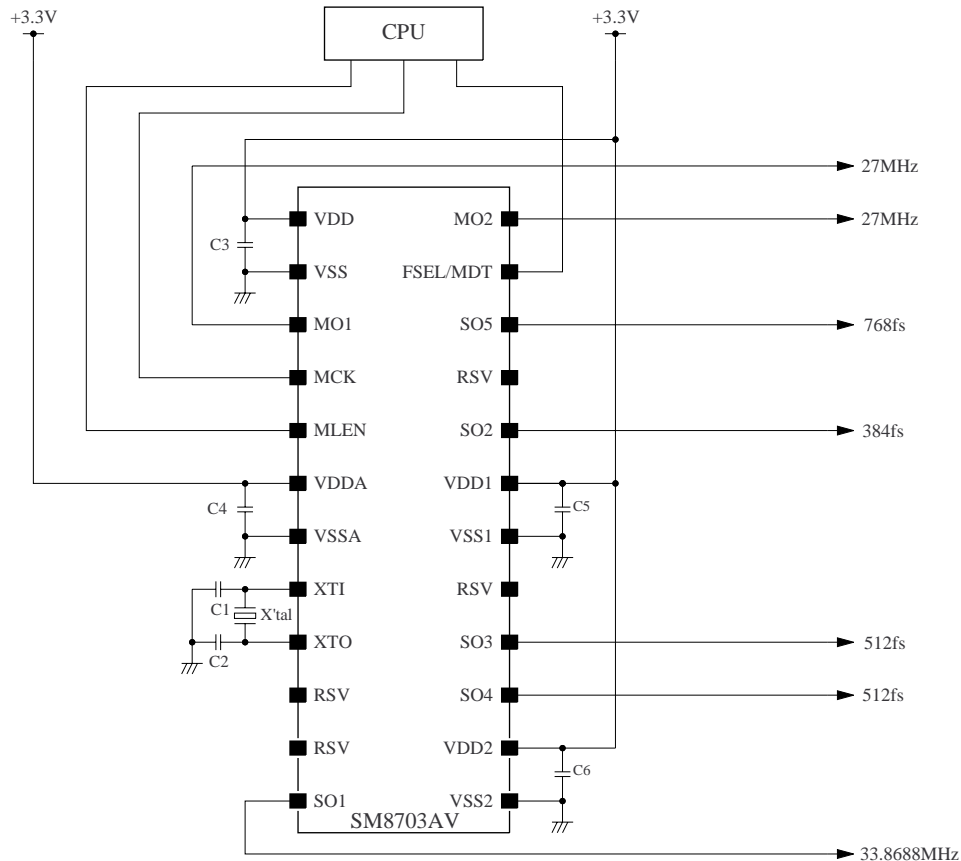 +3.3V
CPU
+3.3V
27MHz
VDD
MO2
27MHz
C3
VSS
FSEL/MDT
MO1
SO5
768fs
MCK
RSV
MLEN
SO2
384fs
VDDA
VDD1
C4
C5
VSSA
VSS1
XTI
RSV
C1
X'tal
XTO
SO3
512fs
C2
RSV
SO4
512fs
RSV
VDD2
C6
SO1
VSS2
SM8703AV
33.8688MHz